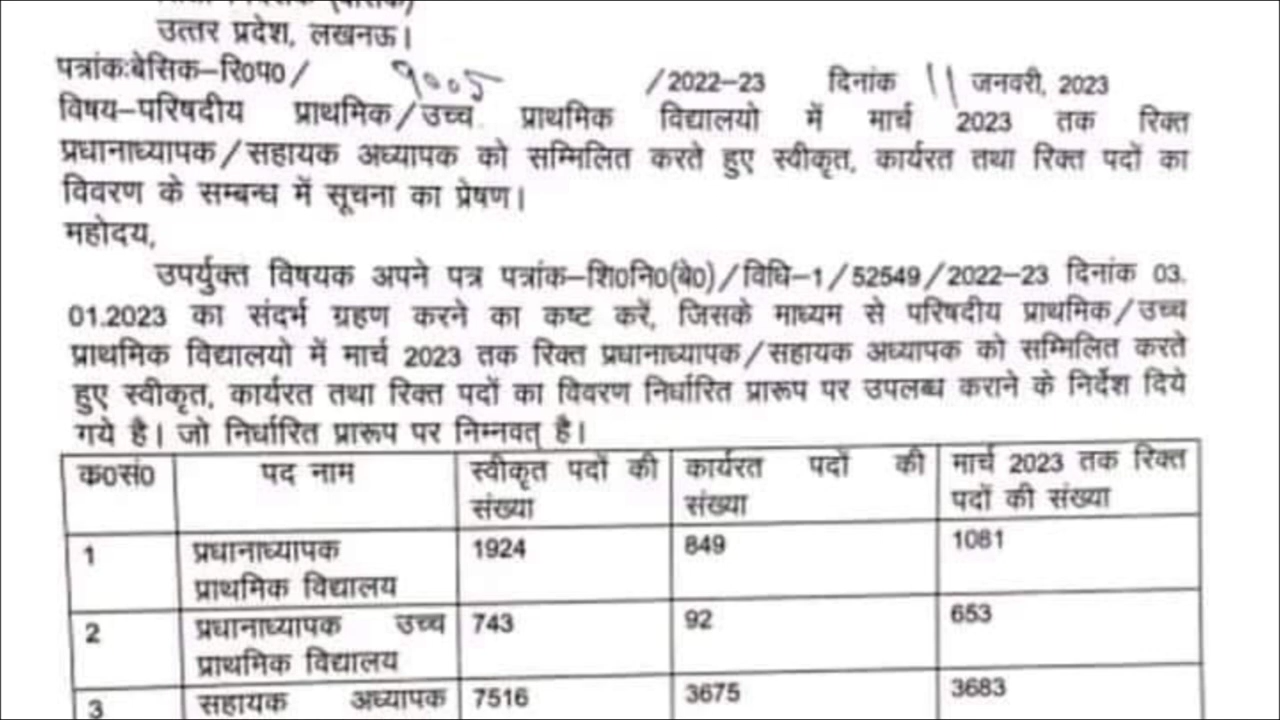 उत्तर प्रदेश, लखनऊ।
पत्रांकःबेसिक–रि0प0/ १००५ /2022–23 दिनांक 11 जनवरी, 2023
विषय–परिषदीय प्राथमिक/उच्च प्राथमिक विद्यालयो में मार्च 2023 तक रिक्त
प्रधानाध्यापक/सहायक अध्यापक को सम्मिलित करते हुए स्वीकृत, कार्यरत तथा रिक्त पदों का
विवरण के सम्बन्ध में सूचना का प्रेषण।
महोदय,
उपर्युक्त विषयक अपने पत्र पत्रांक–शि0नि0(बे0)/विधि–1/52549/2022–23 दिनांक 03.
01.2023 का संदर्भ ग्रहण करने का कष्ट करें, जिसके माध्यम से परिषदीय प्राथमिक/उच्च
प्राथमिक विद्यालयो में मार्च 2023 तक रिक्त प्रधानाध्यापक/सहायक अध्यापक को सम्मिलित करते
हुए स्वीकृत, कार्यरत तथा रिक्त पदों का विवरण निर्धारित प्रारूप पर उपलब्ध कराने के निर्देश दिये
गये है। जो निर्धारित प्रारूप पर निम्नवत् है।
क0सं0 पद नाम स्वीकृत पदों की संख्या कार्यरत पदों की संख्या मार्च 2023 तक रिक्त पदों की संख्या
1 प्रधानाध्यापक प्राथमिक विद्यालय 1924 849 1081
2 प्रधानाध्यापक उच्च प्राथमिक विद्यालय 743 92 653
3 सहायक अध्यापक 7516 3675 3683